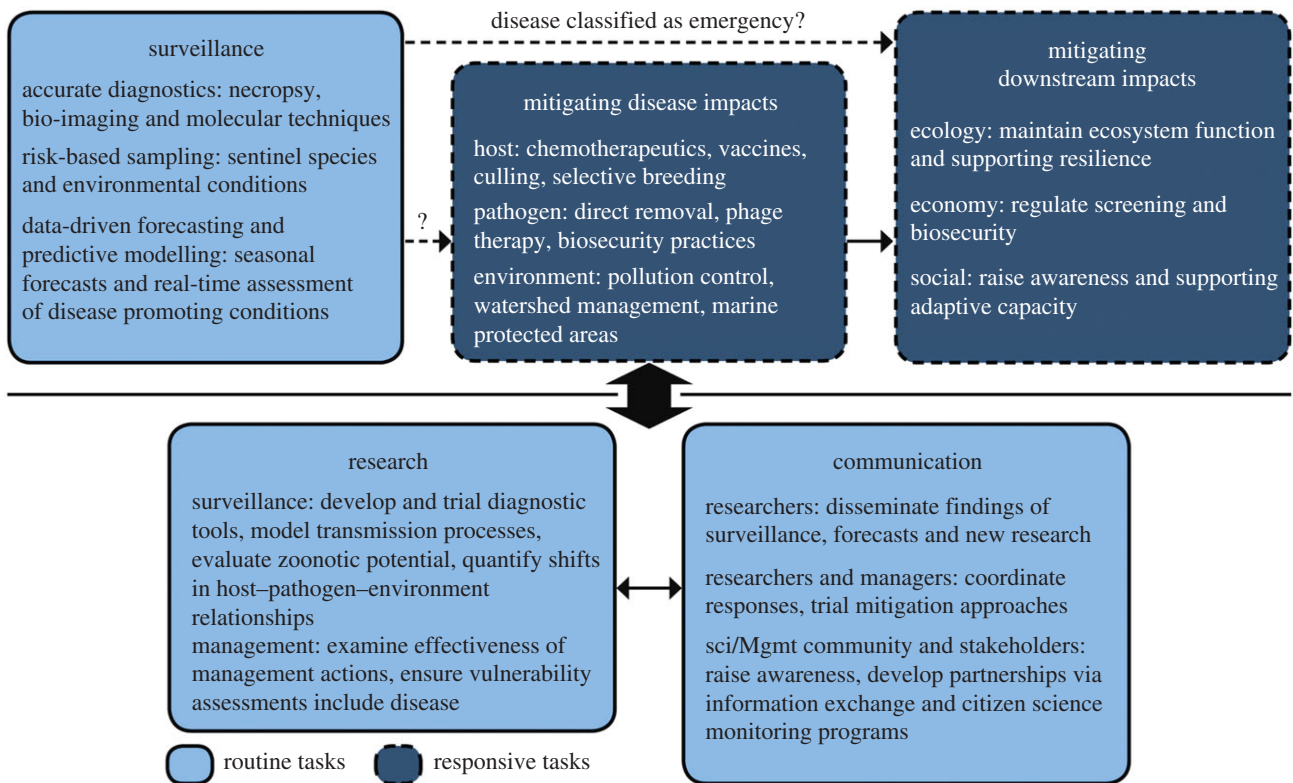 disease classified as emergency?
surveillance
accurate diagnostics: necropsy,
bio-imaging and molecular techniques
risk-based sampling: sentinel species
and environmental conditions
data-driven forecasting and
predictive modelling: seasonal
forecasts and real-time assessment
of disease promoting conditions
?
mitigating disease impacts
host: chemotherapeutics, vaccines,
culling, selective breeding
pathogen: direct removal, phage
therapy, biosecurity practices
environment: pollution control,
watershed management, marine
protected areas
mitigating
downstream impacts
ecology: maintain ecosystem function
and supporting resilience
economy: regulate screening and
biosecurity
social: raise awareness and supporting
adaptive capacity
research
surveillance: develop and trial diagnostic
tools, model transmission processes,
evaluate zoonotic potential, quantify shifts
in host–pathogen–environment
relationships
management: examine effectiveness of
management actions, ensure vulnerability
assessments include disease
communication
researchers: disseminate findings of
surveillance, forecasts and new research
researchers and managers: coordinate
responses, trial mitigation approaches
sci/Mgmt community and stakeholders:
raise awareness, develop partnerships via
information exchange and citizen science
monitoring programs
routine tasks
responsive tasks